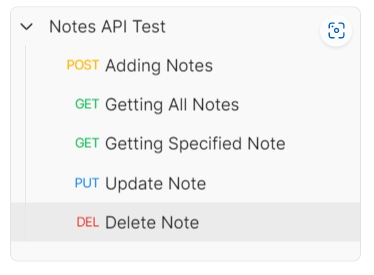 Notes API Test
POST Adding Notes
GET Getting All Notes
GET Getting Specified Note
PUT Update Note
DEL Delete Note